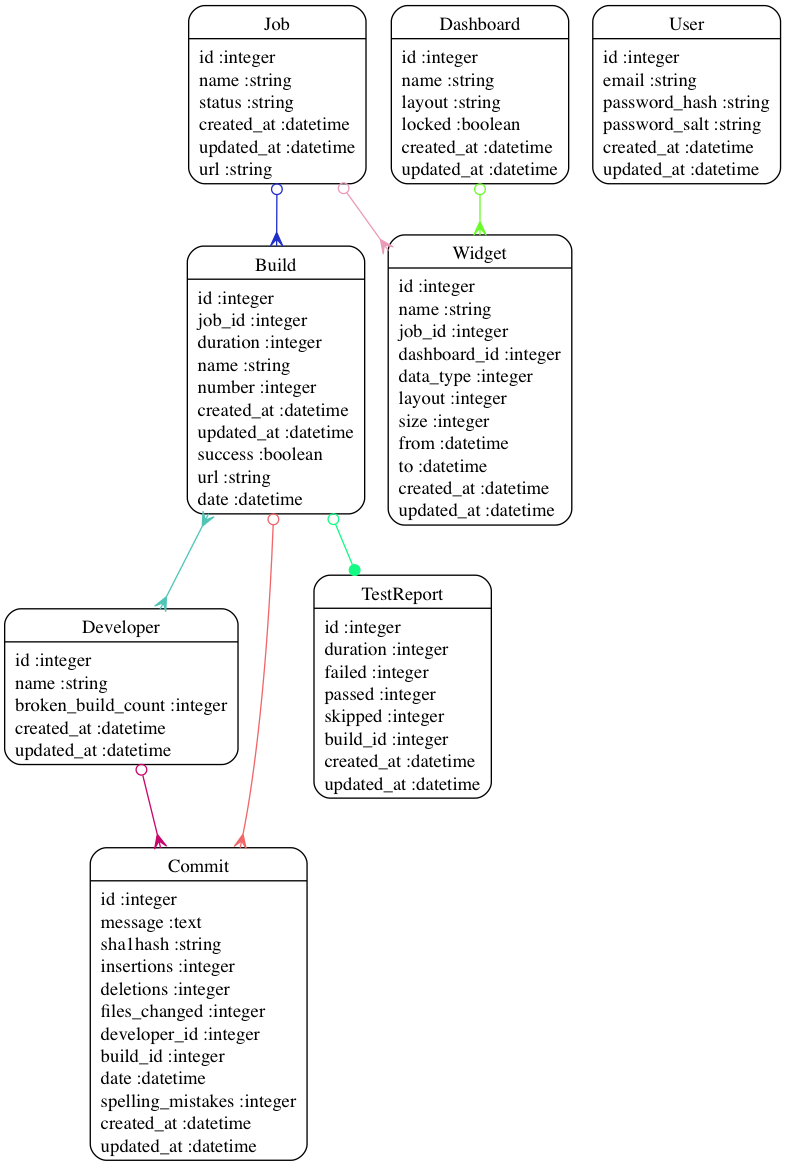 Job
id :integer
name :string
status :string
created_at :datetime
updated_at :datetime
url :string
Dashboard
id :integer
name :string
layout :string
locked :boolean
created_at :datetime
updated_at :datetime
User
id :integer
email :string
password_hash :string
password_salt :string
created_at :datetime
updated_at :datetime
Build
id :integer
job_id :integer
duration :integer
name :string
number :integer
created_at :datetime
updated_at :datetime
success :boolean
url :string
date :datetime
Widget
id :integer
name :string
job_id :integer
dashboard_id :integer
data_type :integer
layout :integer
size :integer
from :datetime
to :datetime
created_at :datetime
updated_at :datetime
Developer
id :integer
name :string
broken_build_count :integer
created_at :datetime
updated_at :datetime
TestReport
id :integer
duration :integer
failed :integer
passed :integer
skipped :integer
build_id :integer
created_at :datetime
updated_at :datetime
Commit
id :integer
message :text
sha1hash :string
insertions :integer
deletions :integer
files_changed :integer
developer_id :integer
build_id :integer
date :datetime
spelling_mistakes :integer
created_at :datetime
updated_at :datetime